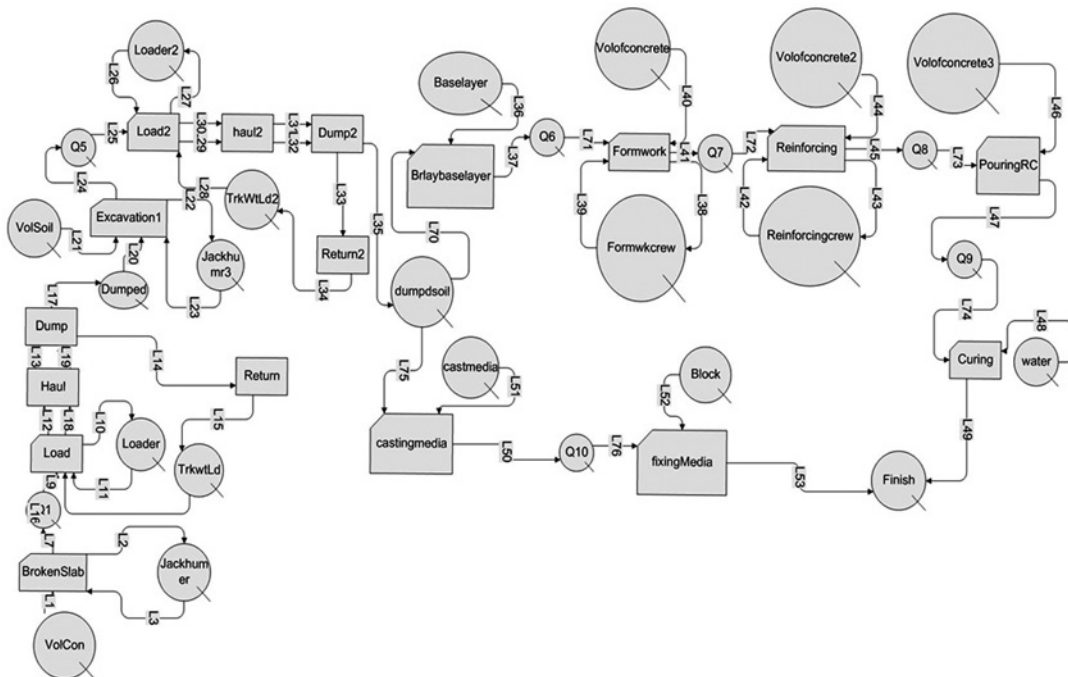 Loader2
L26
L27
Q5
L25
Load2
L30
L29
haul2
L31
L32
Dump2
L24
L28
L22
TrkWtLd2
L33
L35
VolSoil
L21
Excavation1
L20
Jackhu
mr3
L23
Return2
L34
Dumped
L17
Dump
L13
L19
L14
Haul
Return
L12
L18
L10
L15
Load
Loader
L9
L11
TrkwtLd
Q1
L16
L7
L2
BrokenSlab
Jackhum
er
L1
L3
VolCon
Baselayer
L36
Brlaybaselayer
L37
L70
dumpdsoil
L75
castmedia
L51
castingmedia
L50
Q10
L76
Block
L52
fixingMedia
L53
Finish
Volofconcrete
L40
Q6
L71
Formwork
L41
L39
L38
Formwkcrew
Q7
L72
Volofconcrete2
L44
Reinforcing
L45
L42
L43
Reinforcingcrew
Q8
L73
Volofconcrete3
L46
PouringRC
L47
Q9
L74
L48
Curing
water
L49